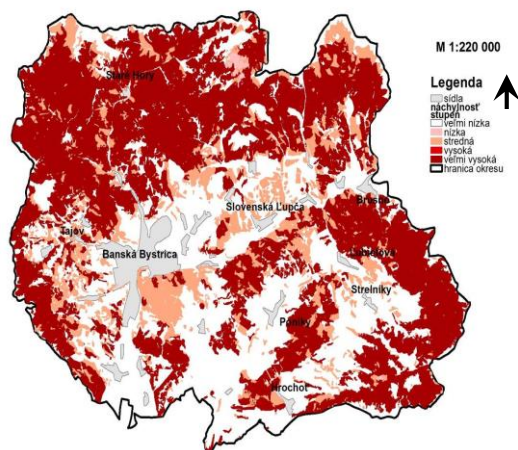 M 1:220 000
Legenda
sídla
náchylnosť
stupeň
veľmi nízka
nízka
stredná
vysoká
veľmi vysoká
hranica okresu
Staré Hory
Slovenská Ľupča
Brusno
Tajov
Banská Bystrica
Ľubietová
Strelníky
Poniky
Hrochoť